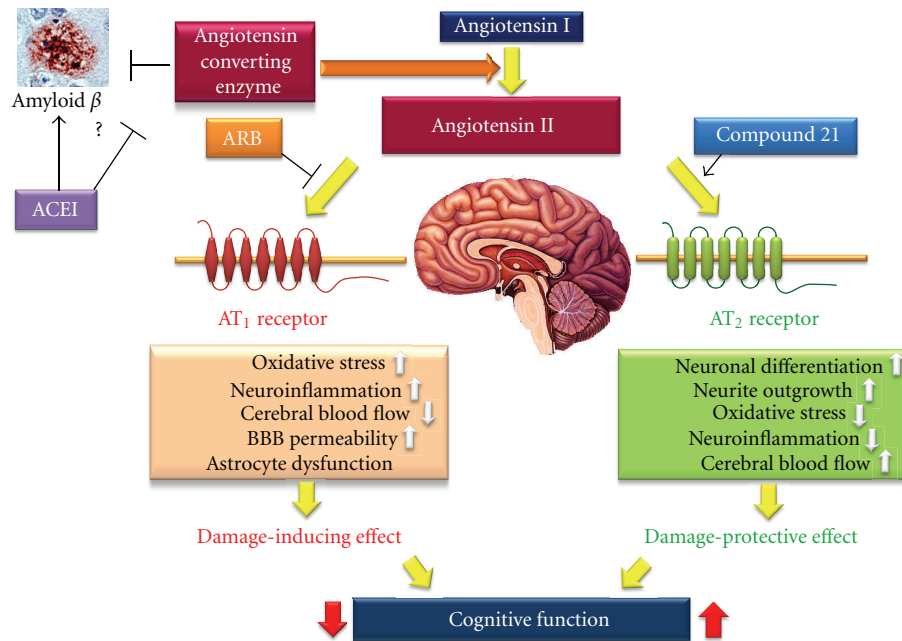 Amyloid β
?
ACEI
Angiotensin
converting
enzyme
Angiotensin I
Angiotensin II
ARB
Compound 21
AT₁ receptor
AT₂ receptor
Oxidative stress
Neuroinflammation
Cerebral blood flow
BBB permeability
Astrocyte dysfunction
Neuronal differentiation
Neurite outgrowth
Oxidative stress
Neuroinflammation
Cerebral blood flow
Damage-inducing effect
Damage-protective effect
Cognitive function